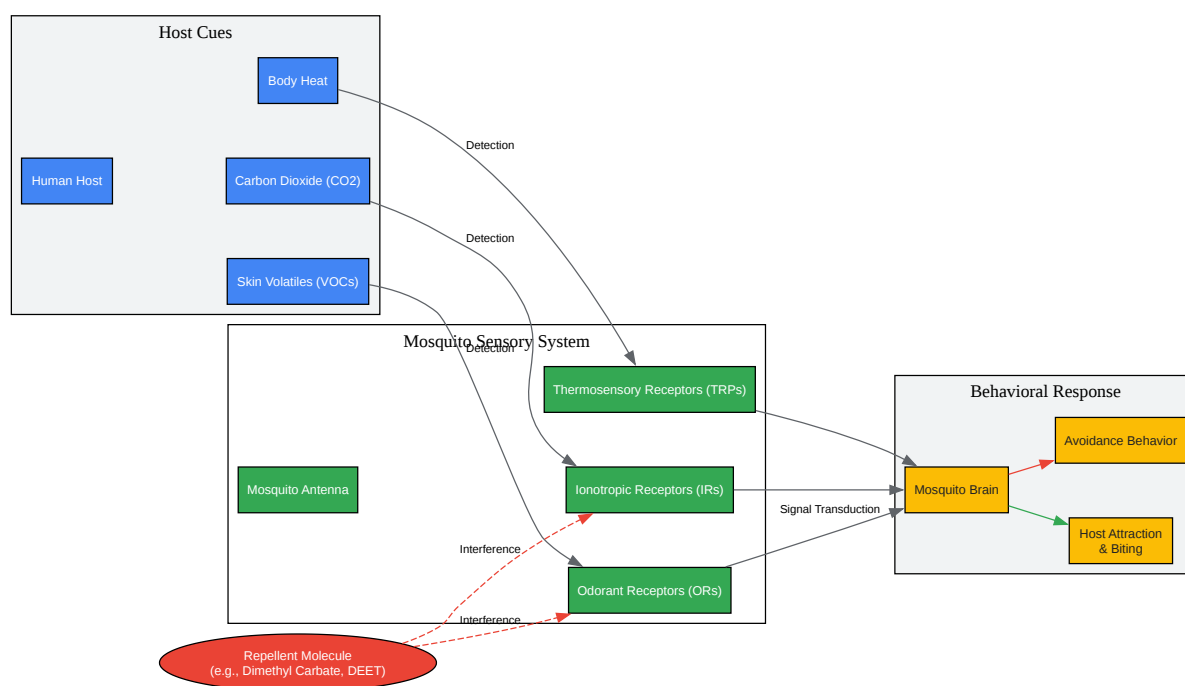 Host Cues
Body Heat
Human Host
Carbon Dioxide (CO2)
Skin Volatiles (VOCs)
Detection
Detection
Detection
Mosquito Sensory System
Thermosensory Receptors (TRPs)
Mosquito Antenna
Ionotropic Receptors (IRs)
Odorant Receptors (ORs)
Interference
Interference
Repellent Molecule
(e.g., Dimethyl Carbate, DEET)
Signal Transduction
Behavioral Response
Avoidance Behavior
Mosquito Brain
Host Attraction
& Biting